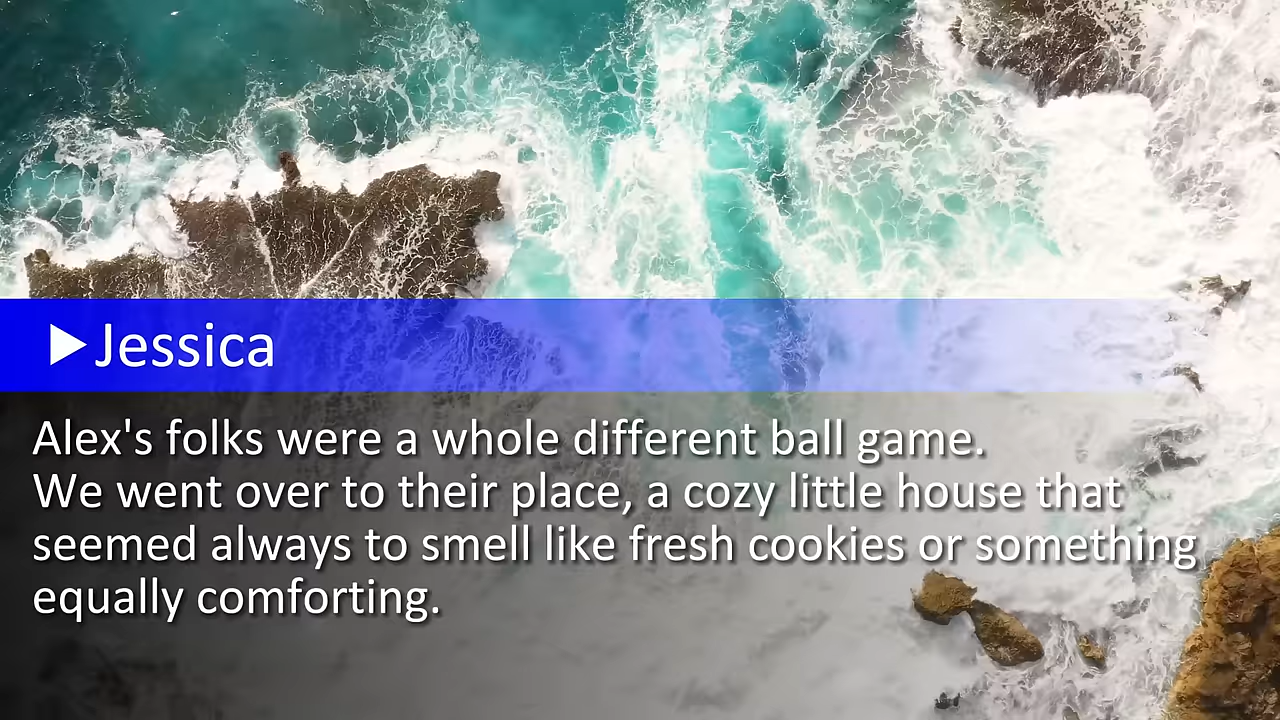 ▶Jessica
Alex's folks were a whole different ball game.
We went over to their place, a cozy little house that
seemed always to smell like fresh cookies or something
equally comforting.